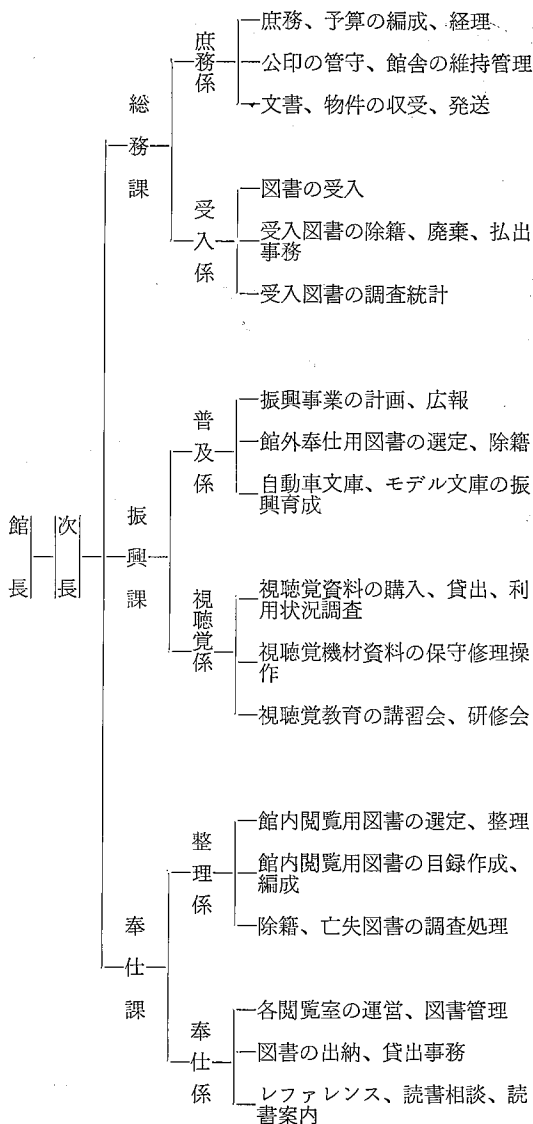 館長
次長
総務課
庶務係
庶務、予算の編成、経理
公印の管守、館舎の維持管理
文書、物件の収受、発送
受入係
図書の受入
受入図書の除籍、廃棄、払出
事務
受入図書の調査統計
振興課
普及係
振興事業の計画、広報
館外奉仕用図書の選定、除籍
自動車文庫、モデル文庫の振
興育成
視聴覚係
視聴覚資料の購入、貸出、利
用状況調査
視聴覚機材資料の保守修理操
作
視聴覚教育の講習会、研修会
奉仕課
整理係
館内閲覧用図書の選定、整理
館内閲覧用図書の目録作成、
編成
除籍、亡失図書の調査処理
奉仕係
各閲覧室の運営、図書管理
図書の出納、貸出事務
レファレンス、読書相談、読
書案内